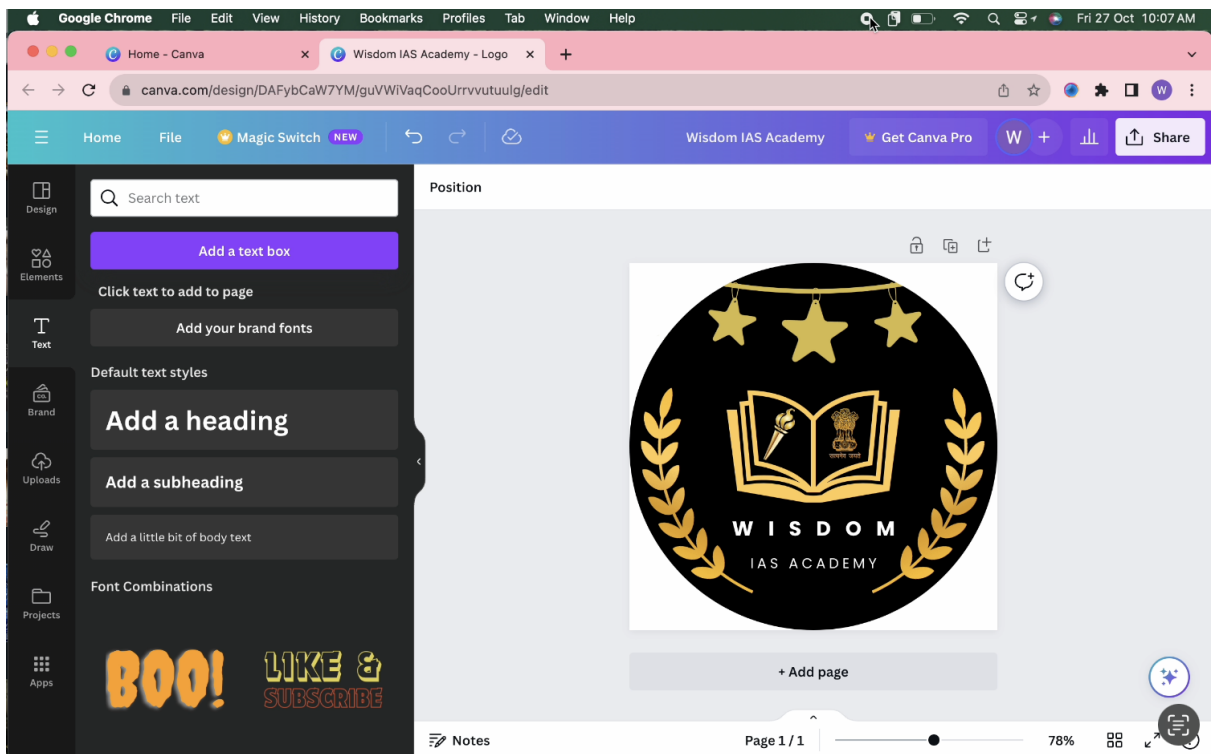 Google Chrome File Edit View History Bookmarks Profiles Tab Window Help Fri 27 Oct 10:07 AM
Home - Canva Wisdom IAS Academy - Logo
canva.com/design/DAFybCaW7YM/guVWiVaqCooUrrvvutuulg/edit W
Home File Magic Switch NEW Wisdom IAS Academy Get Canva Pro W + Share
Design
Elements
Text
Brand
Uploads
Draw
Projects
Apps
Search text
Add a text box
Click text to add to page
Add your brand fonts
Default text styles
Add a heading
Add a subheading
Add a little bit of body text
Font Combinations
BOO!
LIKE &
SUBSCRIBE
CO.
Position
सत्यमेव जयते
WISDOM
IAS ACADEMY
+ Add page
Notes Page 1 / 1 78%